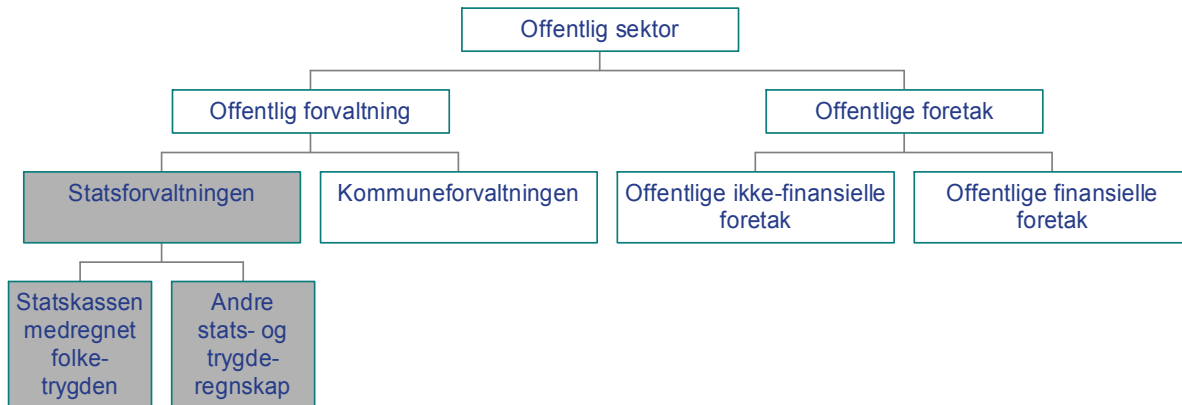 Offentlig sektor
Offentlig forvaltning
Offentlige foretak
Statsforvaltningen
Kommuneforvaltningen
Offentlige ikke-finansielle
foretak
Offentlige finansielle
foretak
Statskassen
medregnet
folke-
trygden
Andre
stats- og
trygde-
regnskap